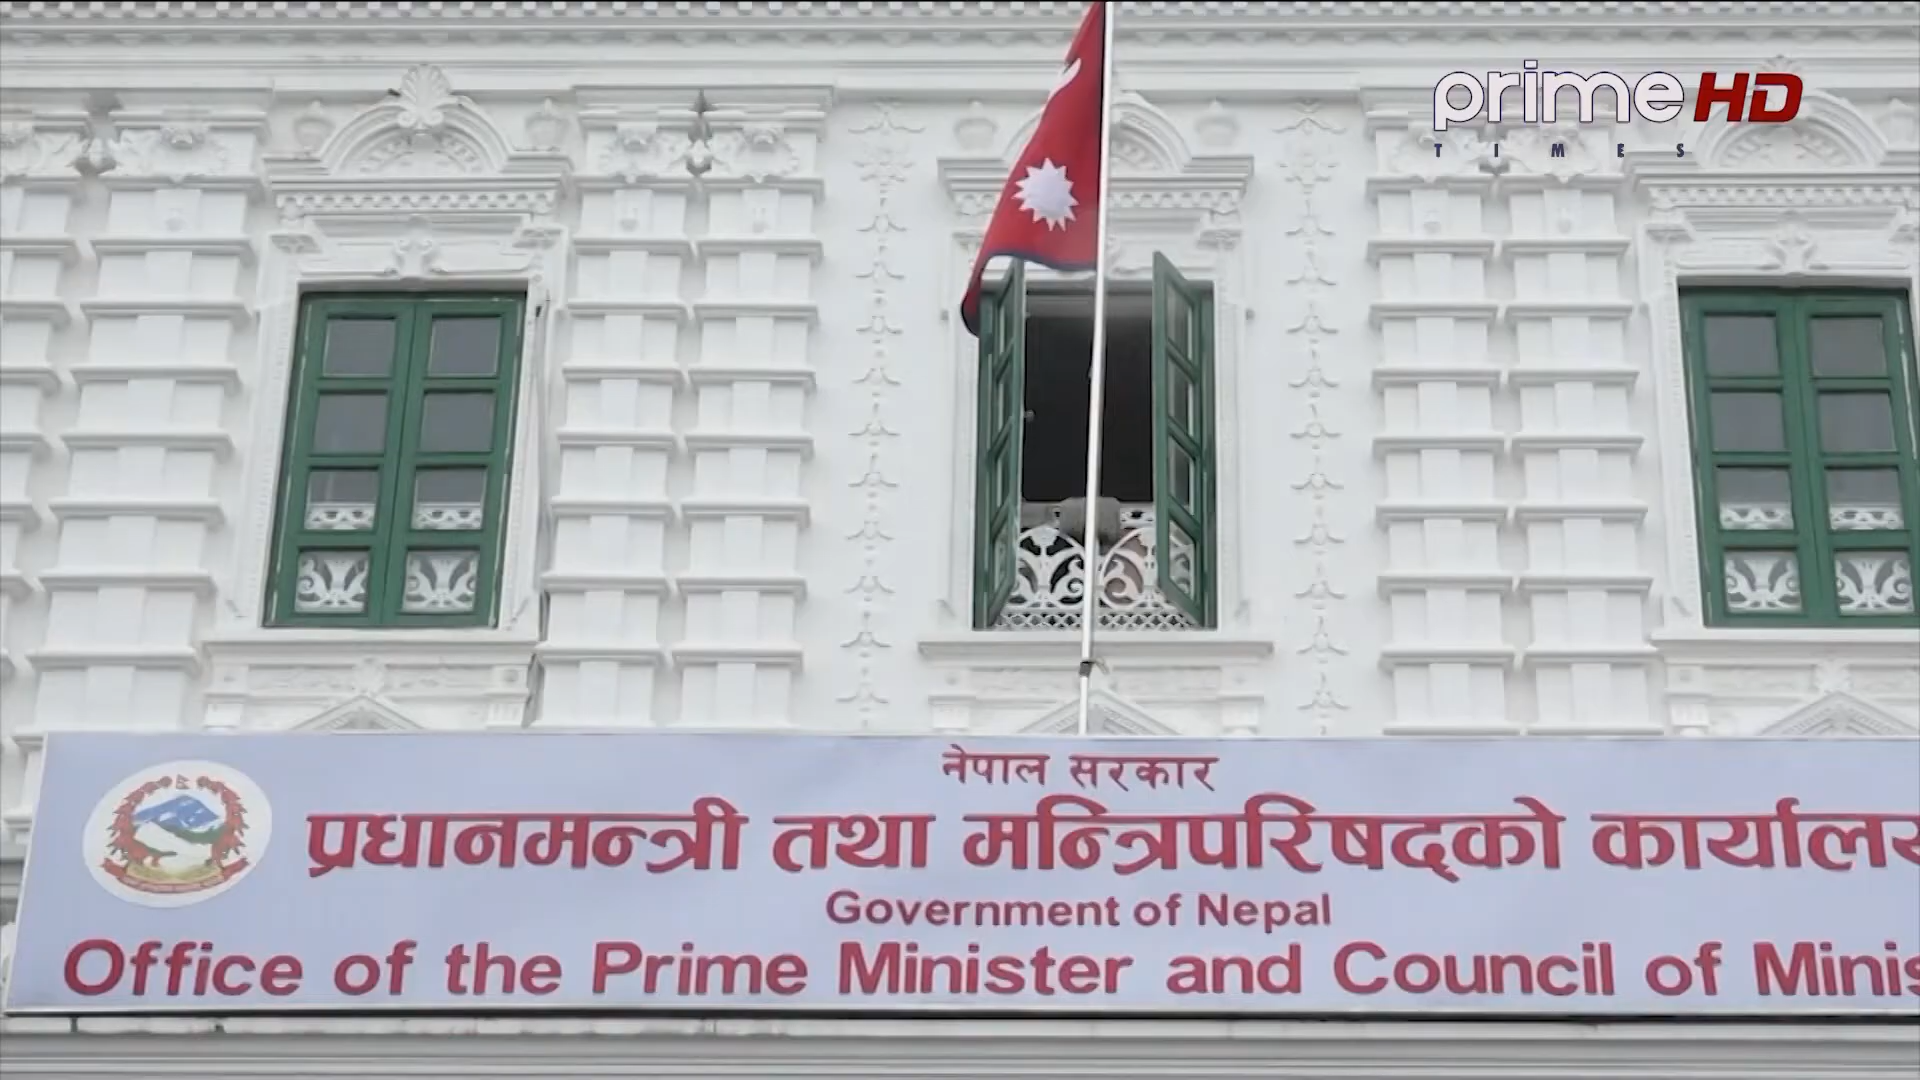 prime HD
TIMES
नेपाल सरकार
प्रधानमन्त्री तथा मन्त्रिपरिषद्को कार्यालय
Government of Nepal
Office of the Prime Minister and Council of Minis